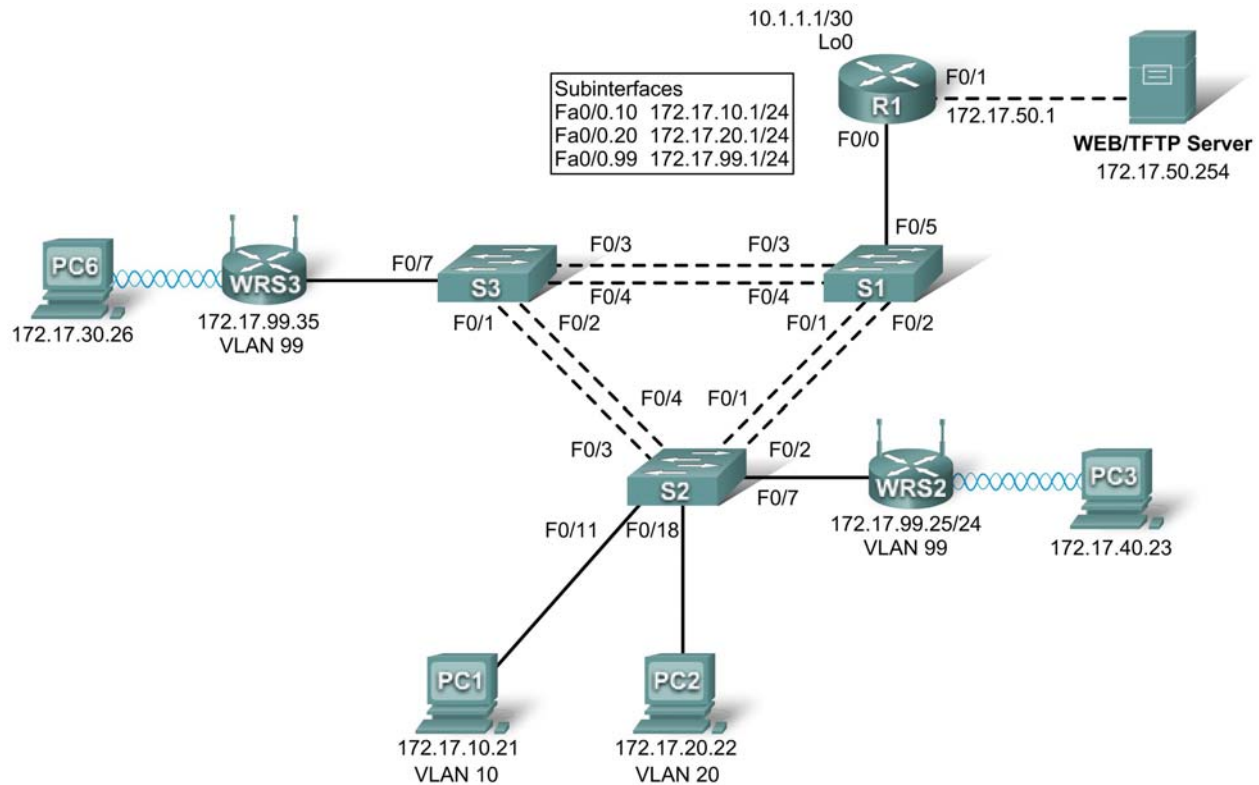 10.1.1.1/30
Lo0
R1
F0/1
172.17.50.1
F0/0
WEB/TFTP Server
172.17.50.254
Subinterfaces
Fa0/0.10 172.17.10.1/24
Fa0/0.20 172.17.20.1/24
Fa0/0.99 172.17.99.1/24
F0/5
PC6
172.17.30.26
WRS3
172.17.99.35
VLAN 99
F0/7
S3
F0/3
F0/4
F0/1
F0/2
F0/3
F0/4
S1
F0/1
F0/2
F0/4
F0/3
F0/1
F0/2
S2
F0/7
WRS2
172.17.99.25/24
VLAN 99
PC3
172.17.40.23
F0/11
F0/18
PC1
172.17.10.21
VLAN 10
PC2
172.17.20.22
VLAN 20